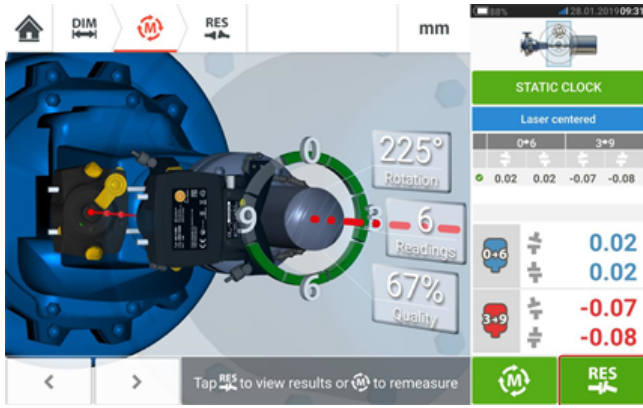 DIM
M
RES
mm
0
9
3
6
225°
Rotation
6
Readings
67%
Quality
Tap RES to view results or M to remeasure
88% 28.01.2019 09:31
STATIC CLOCK
Laser centered
0+6 3+9
0.02 0.02 -0.07 -0.08
0+6
0.02
0.02
3+9
-0.07
-0.08
M
RES